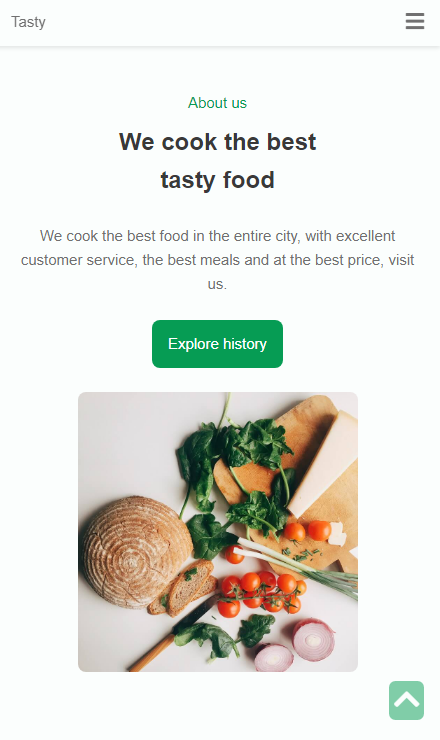 Tasty
About us
We cook the best
tasty food
We cook the best food in the entire city, with excellent
customer service, the best meals and at the best price, visit
us.
Explore history